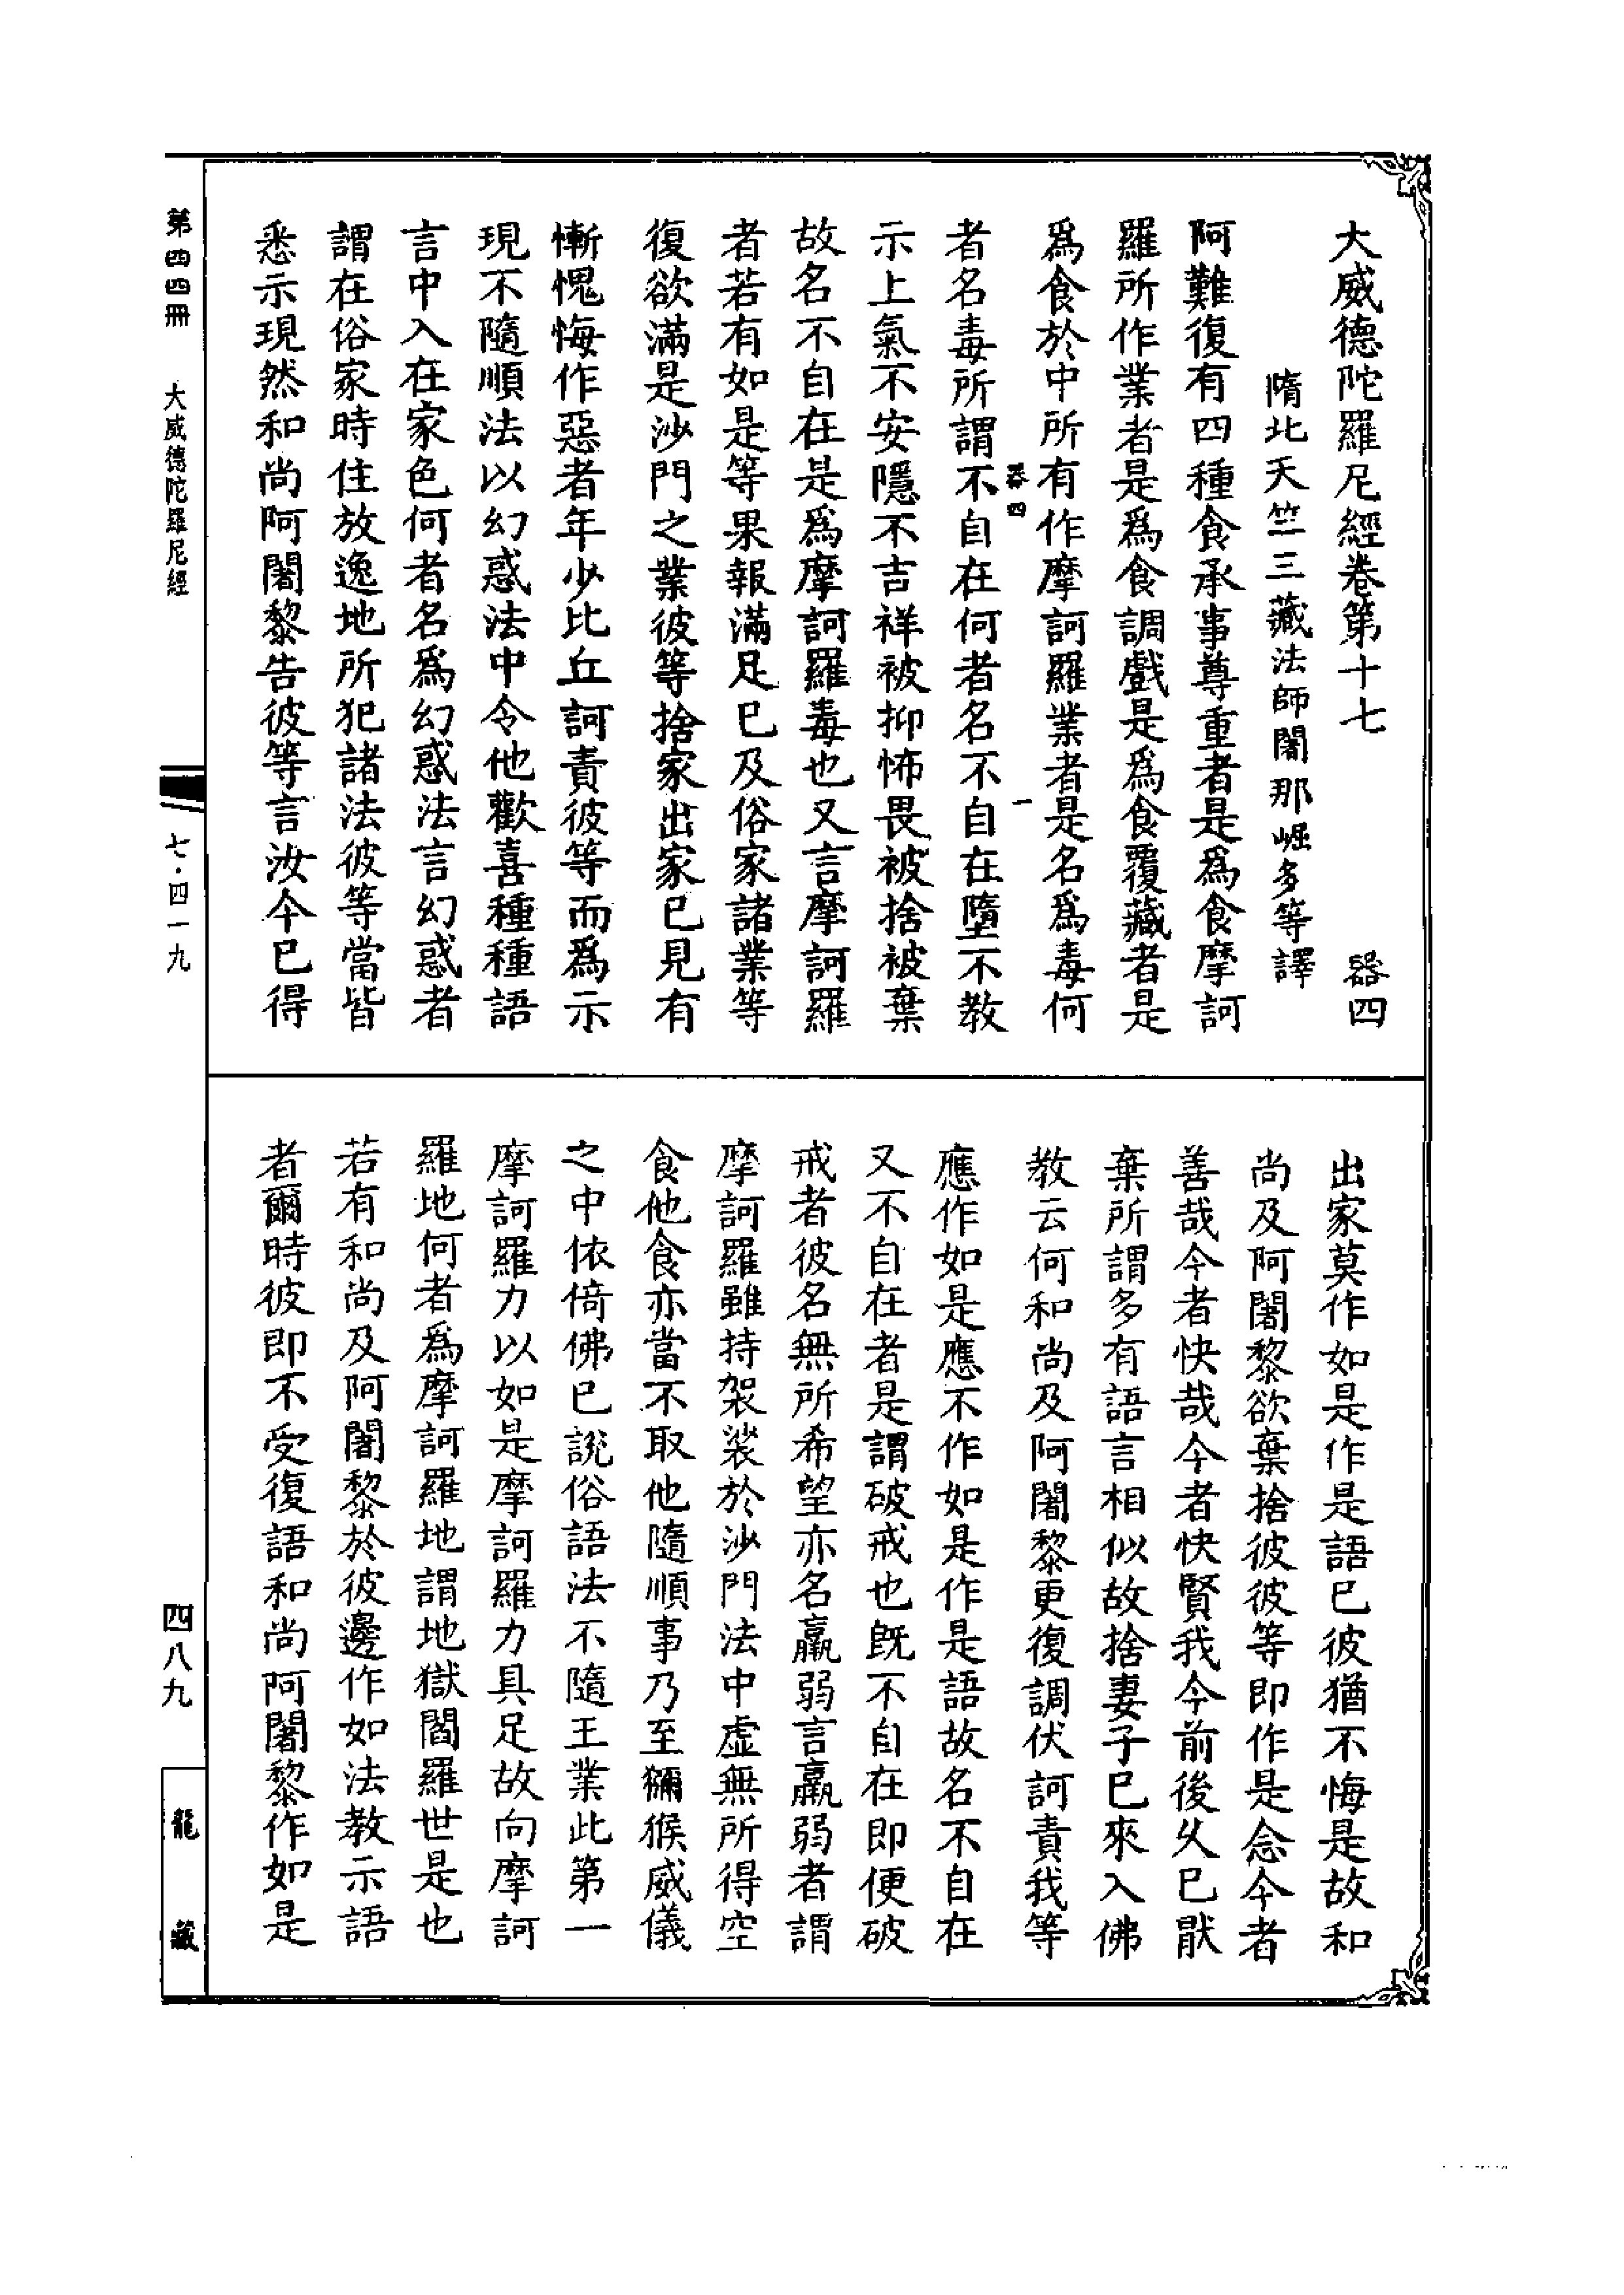 大威德陀羅尼經卷第十七　器四
隋北天竺三藏法師闍那崛多等譯
阿難復有四種食承事尊重者是爲食摩訶
羅所作業者是爲食調戲是爲食覆藏者是
爲食於中所有作摩訶羅業者是名爲毒何
器四　一
者名毒所謂不自在何者名不自在墮不教
示上氣不安隱不吉祥被抑怖畏被捨被棄
故名不自在是爲摩訶羅毒也又言摩訶羅
者若有如是等果報滿足已及俗家諸業等
復欲滿是沙門之業彼等捨家出家已見有
慚愧悔作惡者年少比丘訶責彼等而爲示
現不隨順法以幻惑法中令他歡喜種種語
言中入在家色何者名爲幻惑法言幻惑者
謂在俗家時住放逸地所犯諸法彼等當皆
悉示現然和尚阿闍黎告彼等言汝今已得
出家莫作如是作是語已彼猶不悔是故和
尚及阿闍黎欲棄捨彼彼等即作是念今者
善哉今者快哉今者快賢我今前後久已厭
棄所謂多有語言相似故捨妻子已來入佛
教云何和尚及阿闍黎更復調伏訶責我等
應作如是應不作如是作是語故名不自在
又不自在者是謂破戒也既不自在即便破
戒者彼名無所希望亦名羸弱言羸弱者謂
摩訶羅雖持袈裟於沙門法中虛無所得空
食他食亦當不取他隨順事乃至獼猴威儀
之中依倚佛已說俗語法不隨王業此第一
摩訶羅力以如是摩訶羅力具足故向摩訶
羅地何者爲摩訶羅地謂地獄閻羅世是也
若有和尚及阿闍黎於彼邊作如法教示語
者爾時彼即不受復語和尚阿闍黎作如是
第四四冊　大威德陀羅尼經
七·四一九
四八九
龍藏